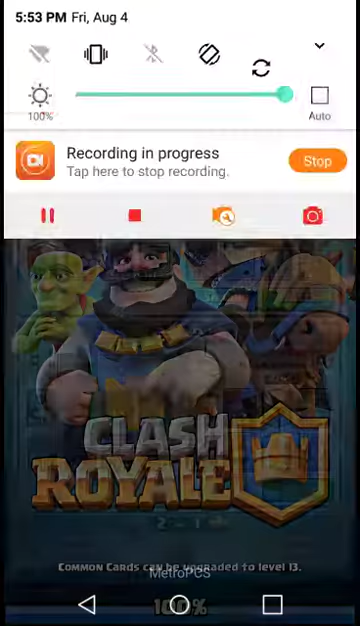 5:53 PM Fri, Aug 4
100%
Auto
Recording in progress
Tap here to stop recording.
Stop
CLASH
ROYALE
Common Cards can be upgraded to level 13.
MetroPCS
100%